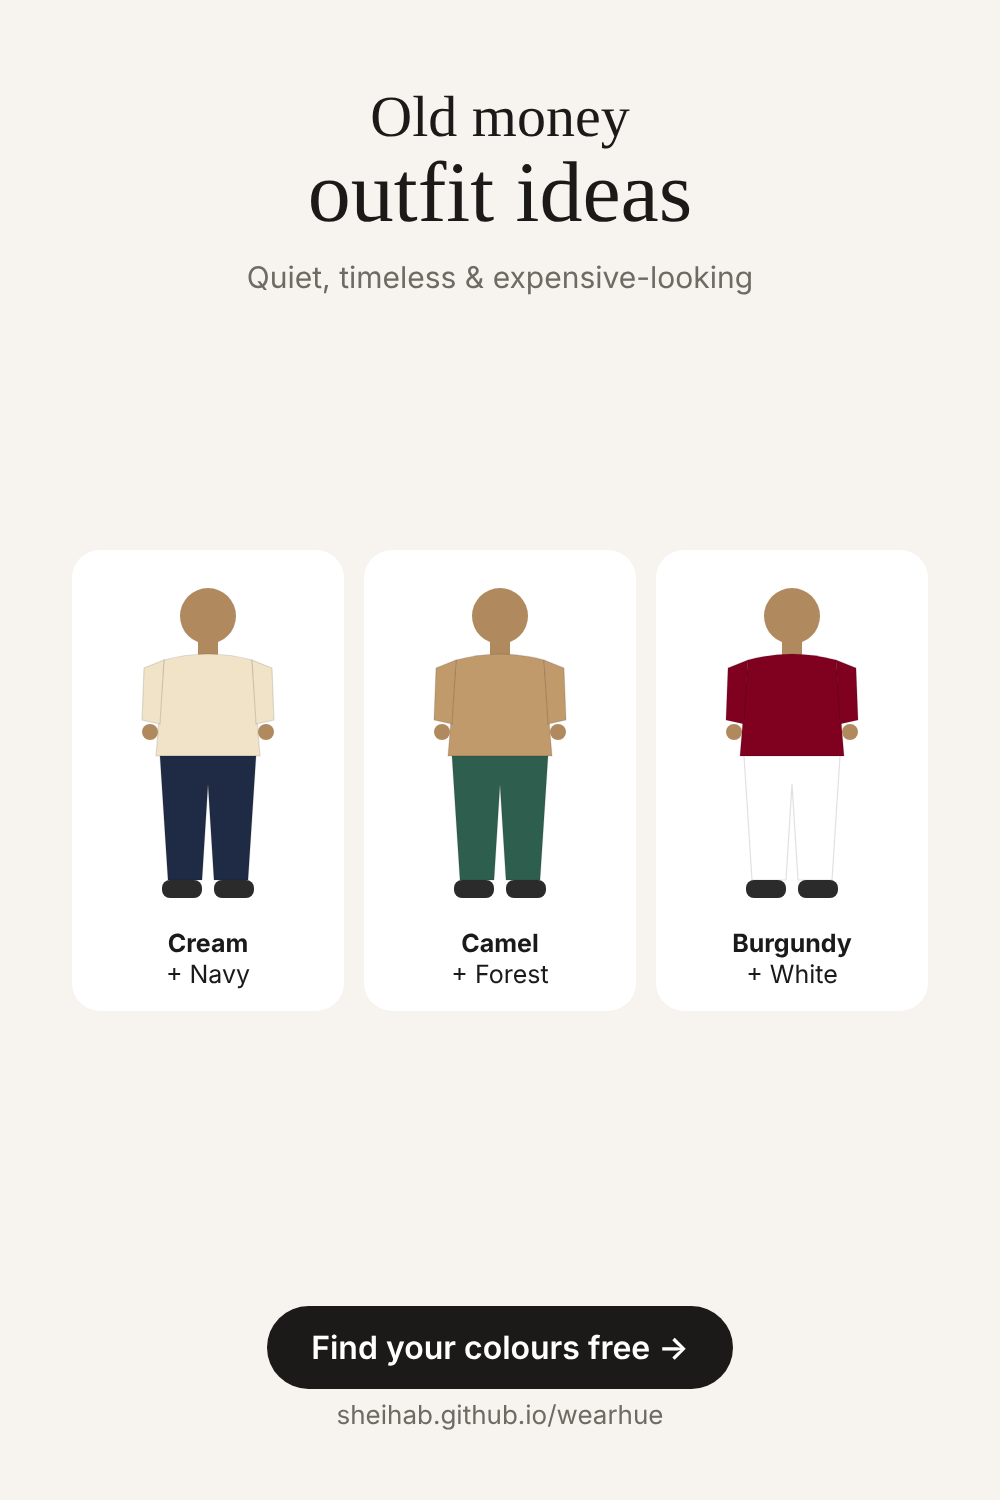 Old money
outfit ideas
Quiet, timeless & expensive-looking
Cream
+ Navy
Camel
+ Forest
Burgundy
+ White
Find your colours free →
sheihab.github.io/wearhue